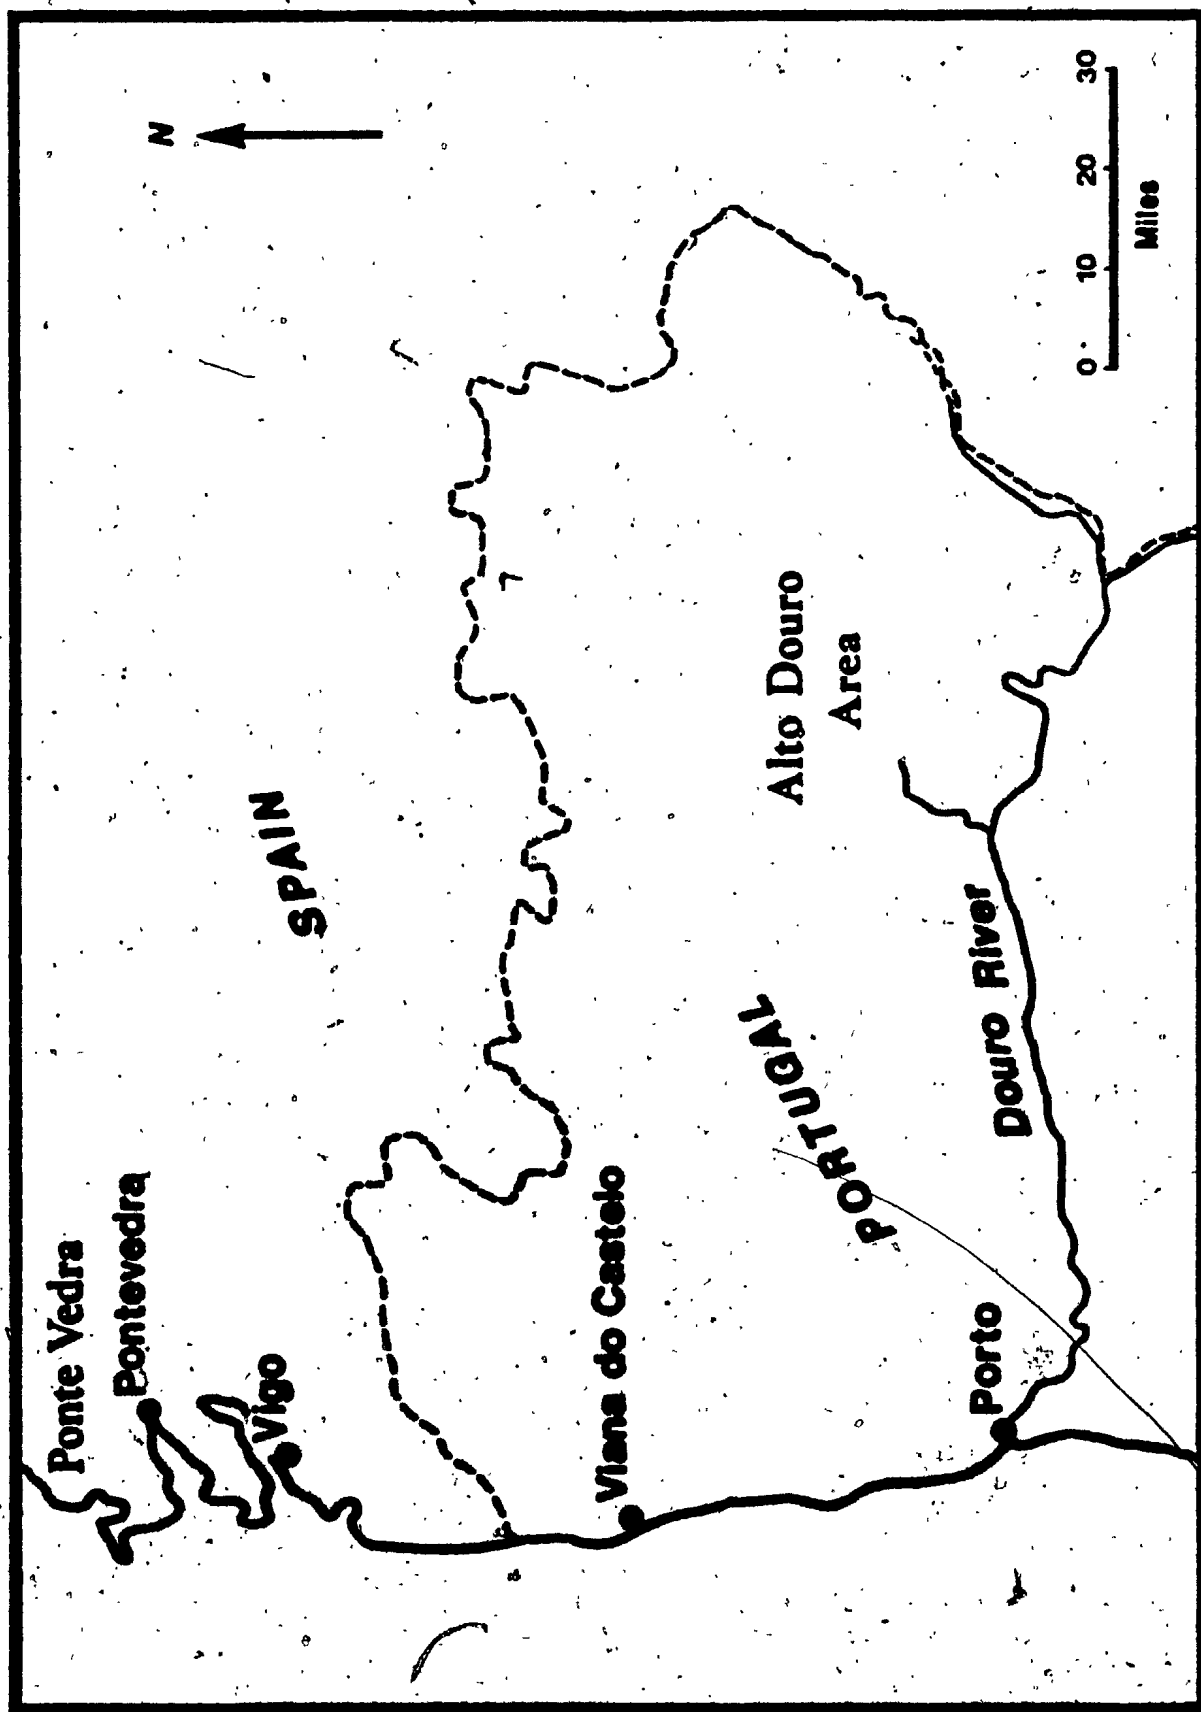 Ponte Vedra
Pontevedra
N
Vigo
SPAIN
Viana do Castelo
PORTUGAL
Alto Douro
Area
Porto
Douro River
0 10 20 30
Miles